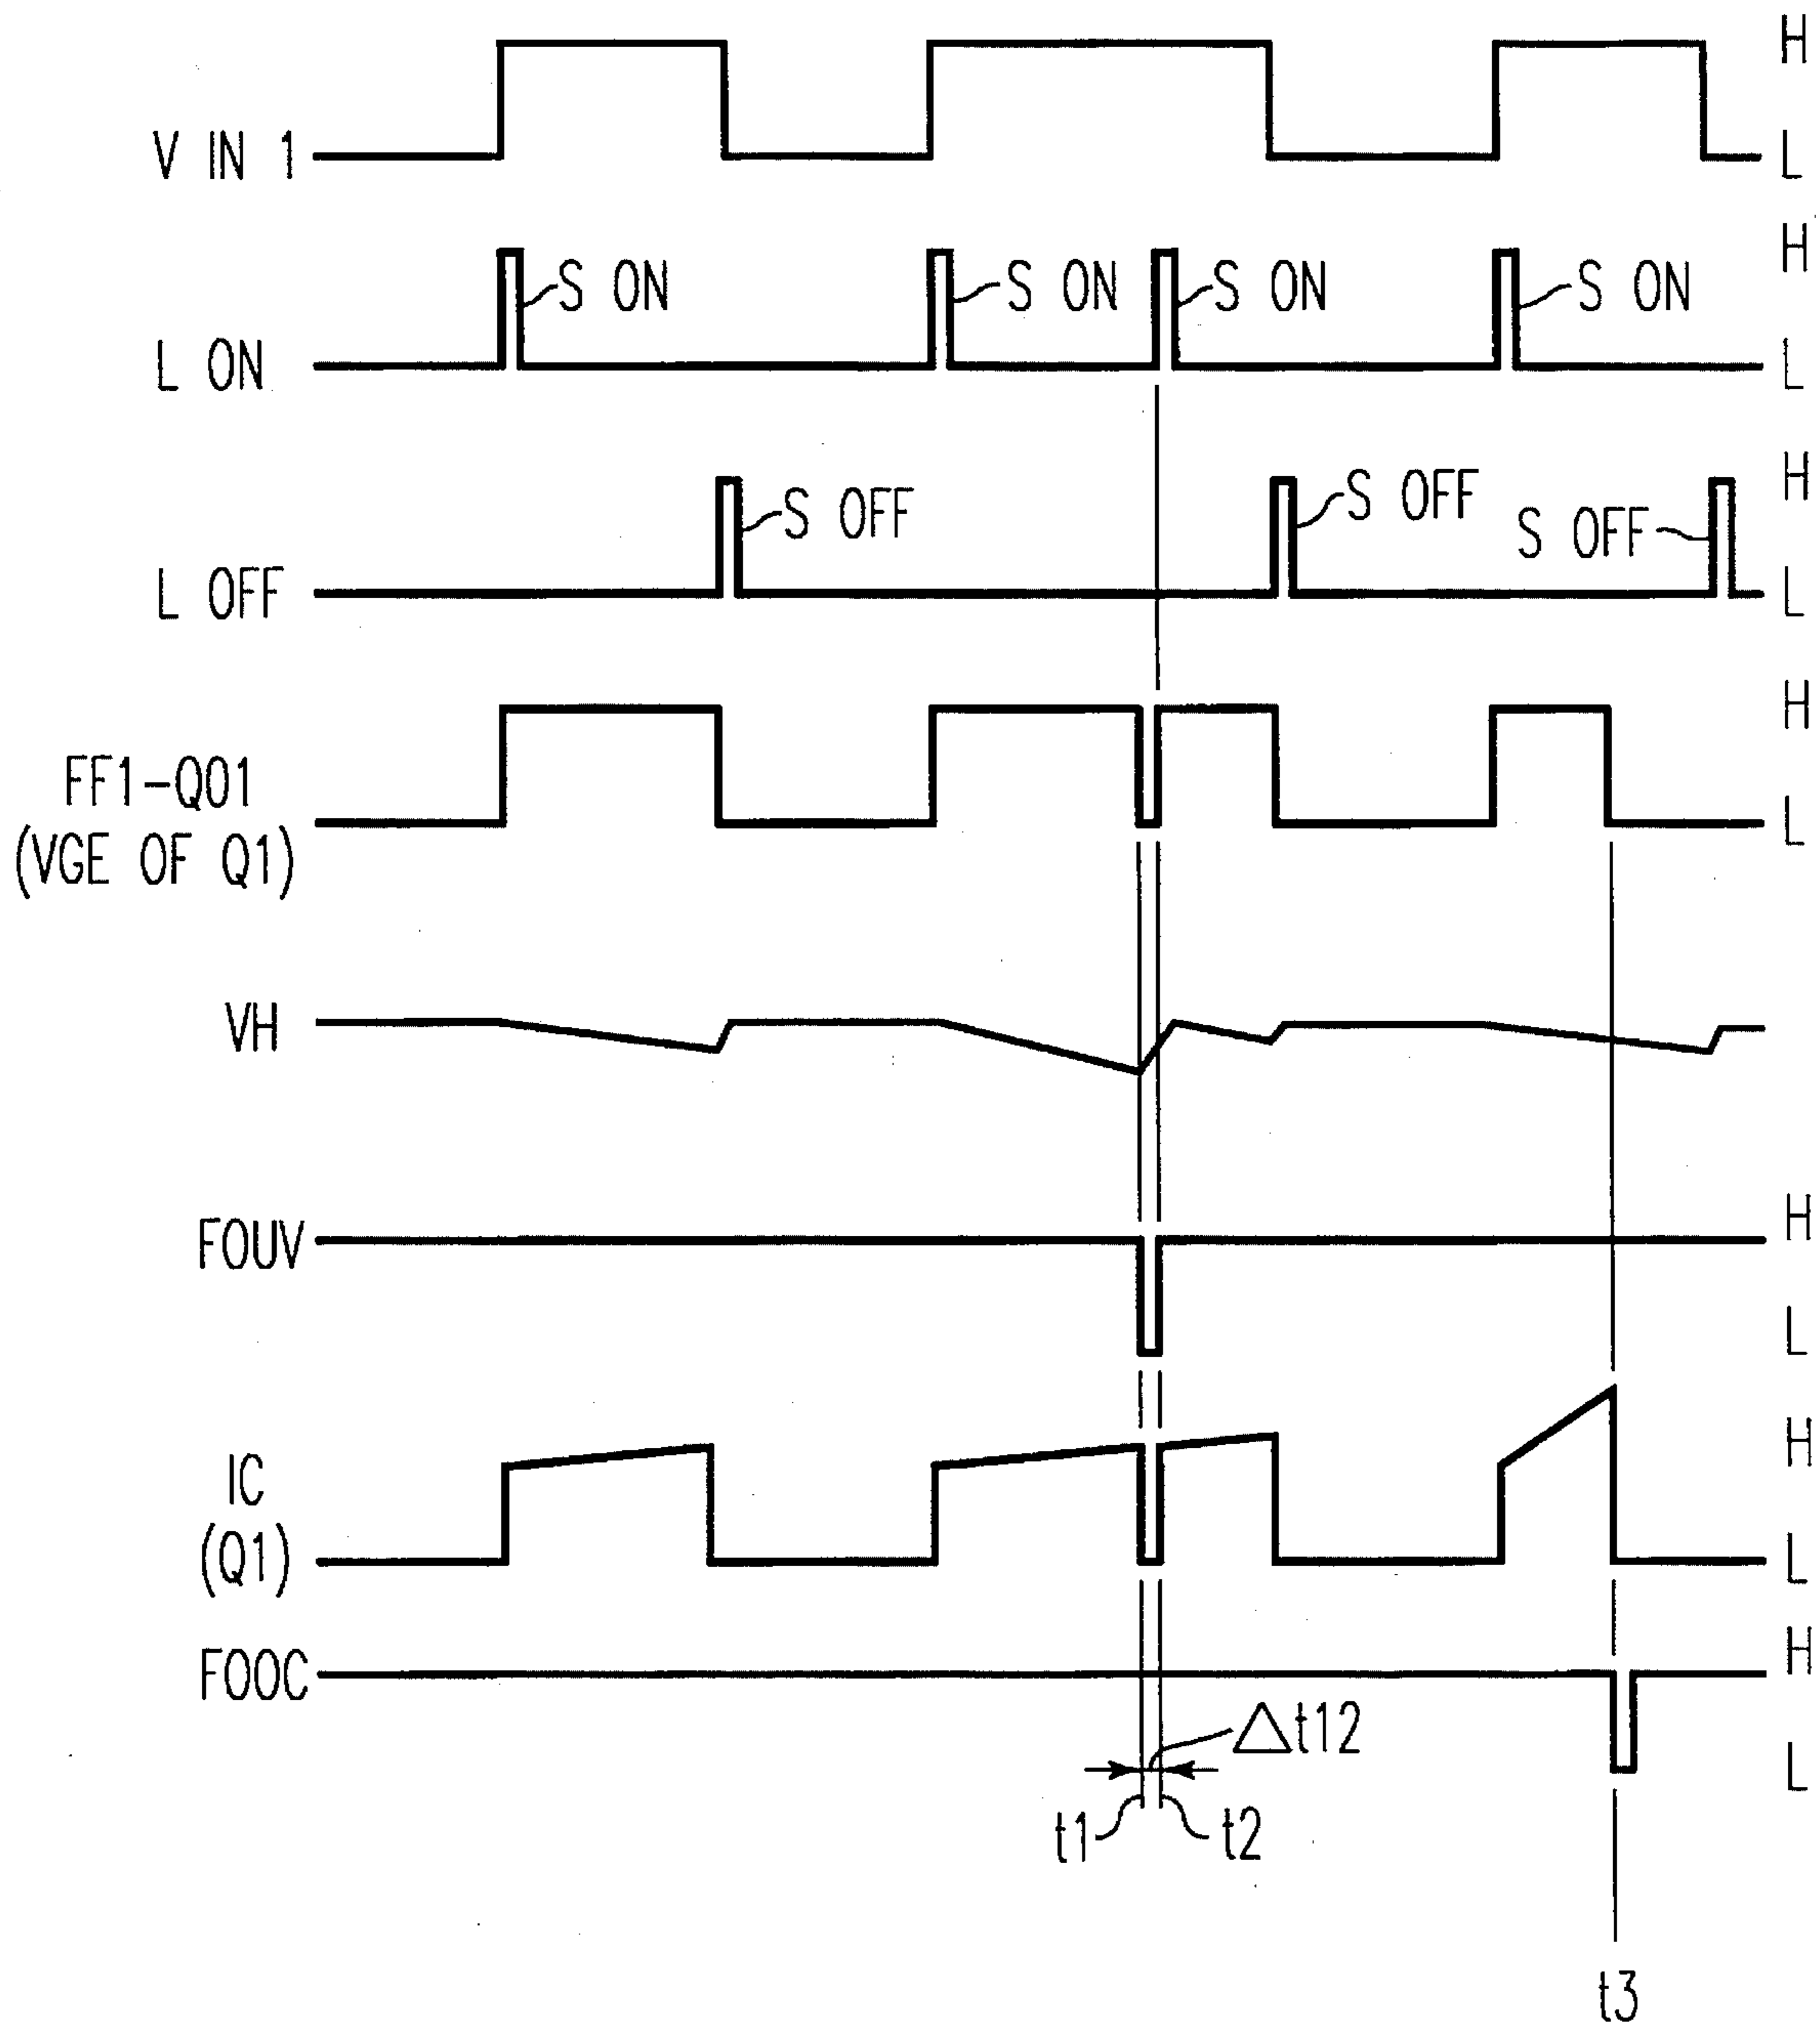 H
V IN 1
L
H
S ON
S ON
S ON
S ON
L ON
L
H
S OFF
S OFF
S OFF
L OFF
L
H
FF1-Q01
(VGE OF Q1)
L
VH
H
FOUV
L
H
IC
(Q1)
L
H
FOOC
Δt12
L
t1
t2
t3